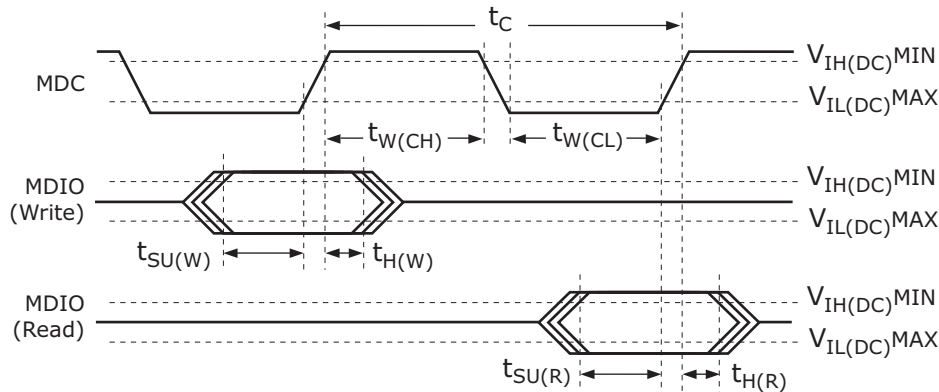 tC
MDC
VIH(DC)MIN
VIL(DC)MAX
tW(CH)
tW(CL)
MDIO
(Write)
VIH(DC)MIN
VIL(DC)MAX
tSU(W)
tH(W)
MDIO
(Read)
VIH(DC)MIN
VIL(DC)MAX
tSU(R)
tH(R)